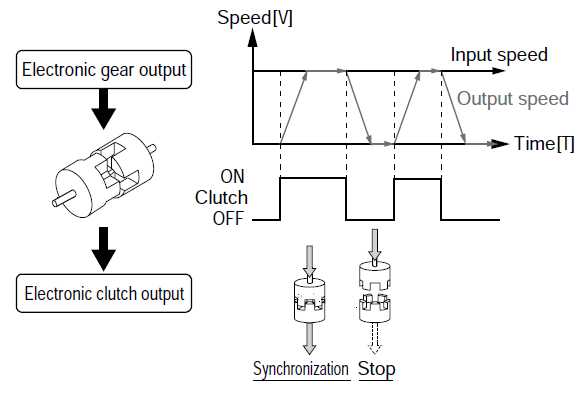 Speed[V]
Electronic gear output
Input speed
Output speed
Time[T]
ON
Clutch
OFF
Electronic clutch output
Synchronization
Stop